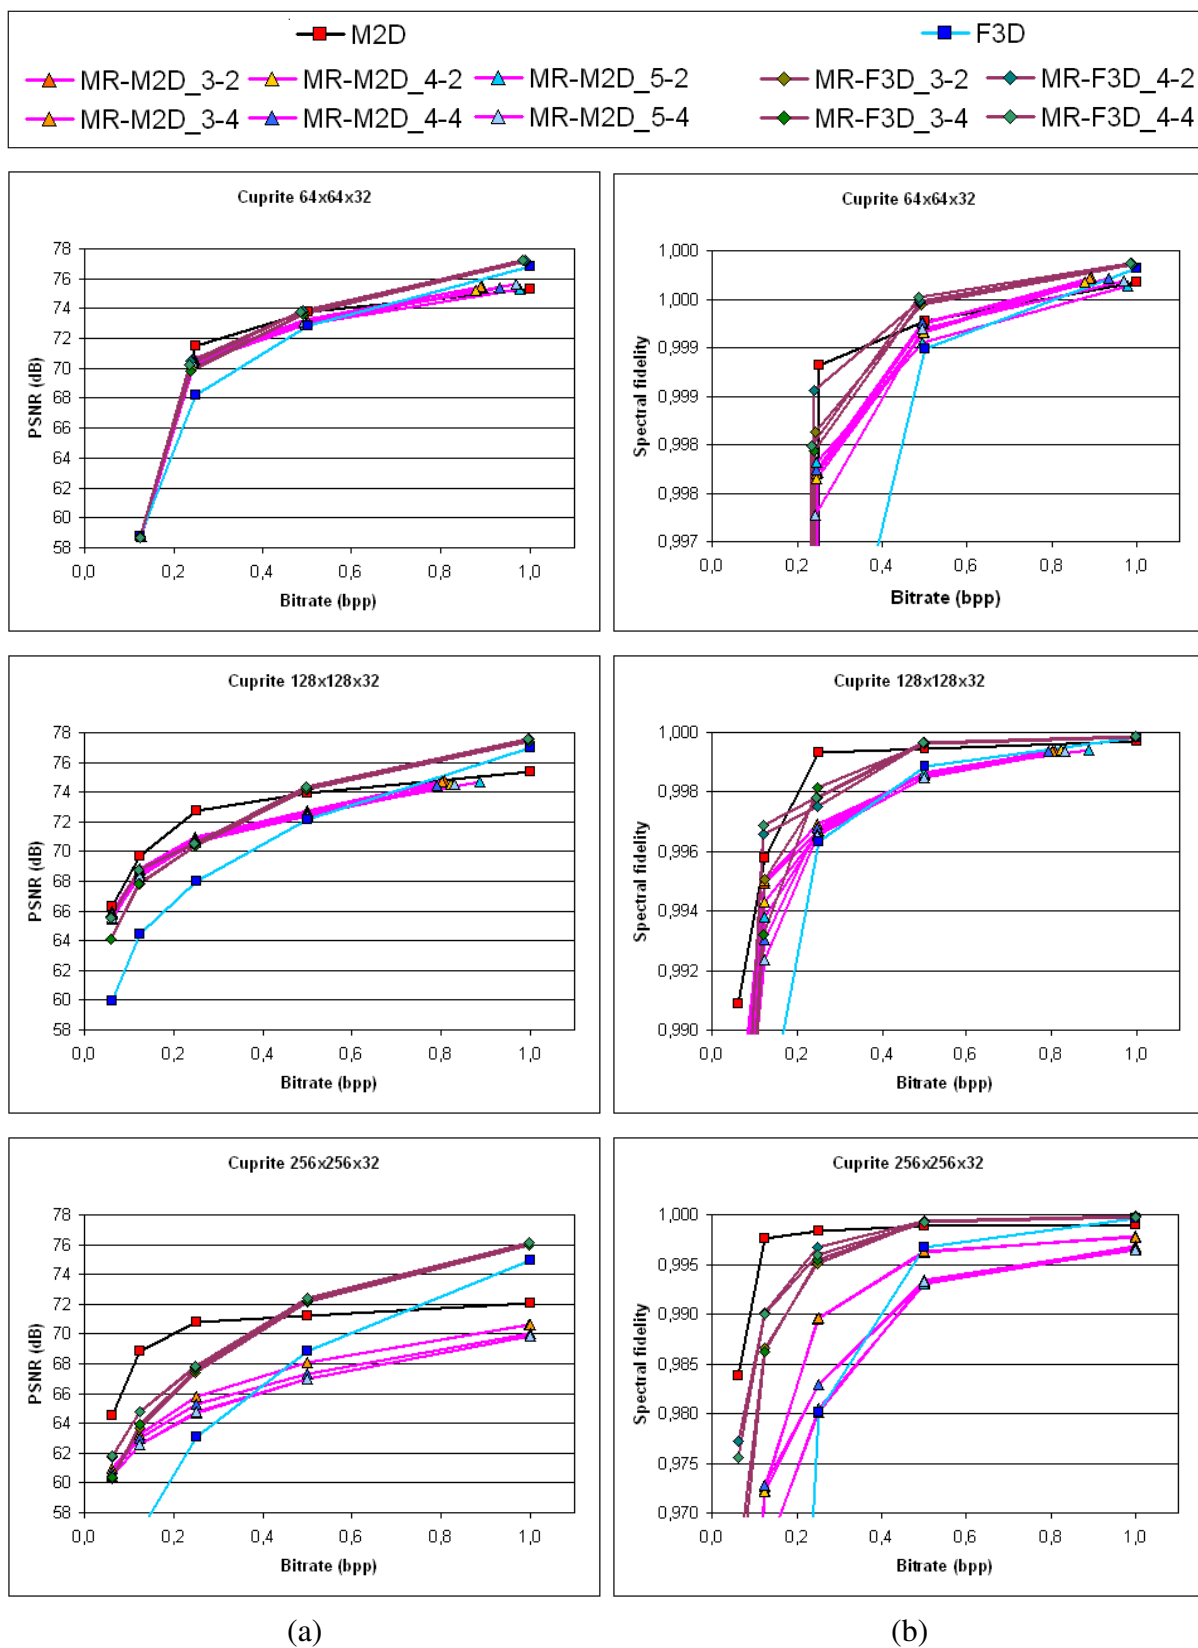 M2D F3D
MR-M2D_3-2 MR-M2D_4-2 MR-M2D_5-2 MR-F3D_3-2 MR-F3D_4-2
MR-M2D_3-4 MR-M2D_4-4 MR-M2D_5-4 MR-F3D_3-4 MR-F3D_4-4
Cuprite 64x64x32
78
76
74
72
70
68
66
64
62
60
58
PSNR (dB)
0,0 0,2 0,4 0,6 0,8 1,0
Bitrate (bpp)
Cuprite 64x64x32
1,000
1,000
0,999
0,999
0,998
0,998
0,997
Spectral fidelity
0,0 0,2 0,4 0,6 0,8 1,0
Bitrate (bpp)
Cuprite 128x128x32
78
76
74
72
70
68
66
64
62
60
58
PSNR (dB)
0,0 0,2 0,4 0,6 0,8 1,0
Bitrate (bpp)
Cuprite 128x128x32
1,000
0,998
0,996
0,994
0,992
0,990
Spectral fidelity
0,0 0,2 0,4 0,6 0,8 1,0
Bitrate (bpp)
Cuprite 256x256x32
78
76
74
72
70
68
66
64
62
60
58
PSNR (dB)
0,0 0,2 0,4 0,6 0,8 1,0
Bitrate (bpp)
Cuprite 256x256x32
1,000
0,995
0,990
0,985
0,980
0,975
0,970
Spectral fidelity
0,0 0,2 0,4 0,6 0,8 1,0
Bitrate (bpp)
(a) (b)